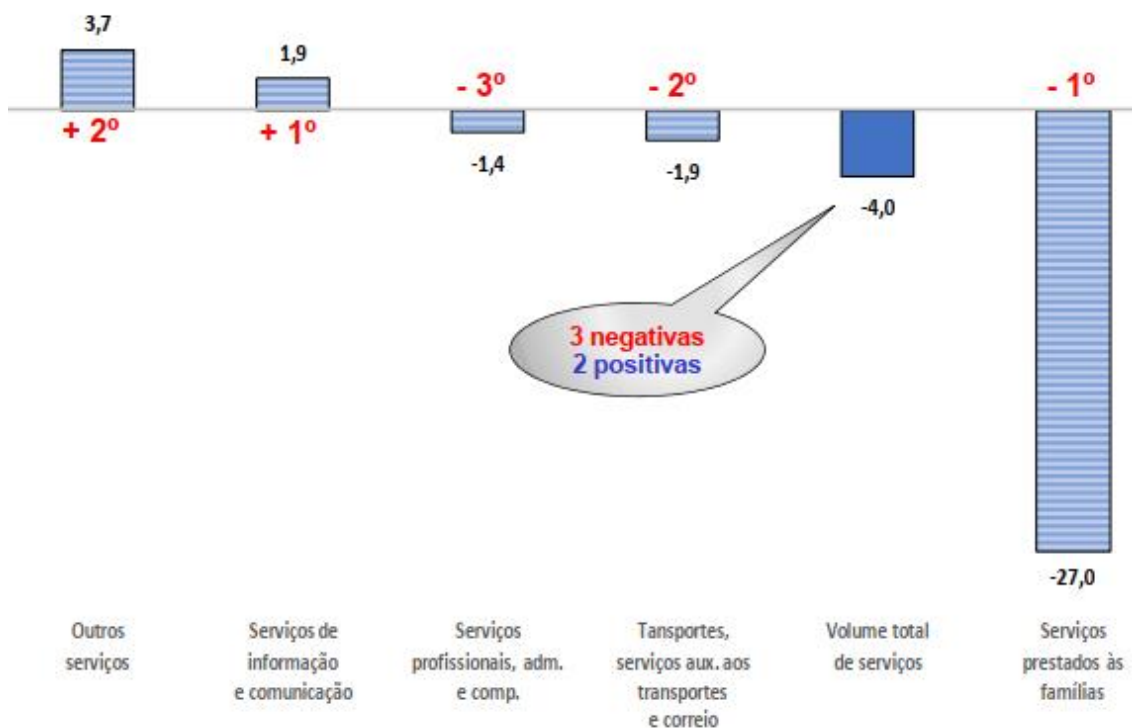 3,7
1,9
- 3º
- 2º
- 1º
+ 2º
+ 1º
-1,4
-1,9
-4,0
3 negativas
2 positivas
-27,0
Outros
serviços
Serviços de
informação
e comunicação
Serviços
profissionais, adm.
e comp.
Tansportes,
serviços aux. aos
transportes
e correio
Volume total
de serviços
Serviços
prestados às
famílias